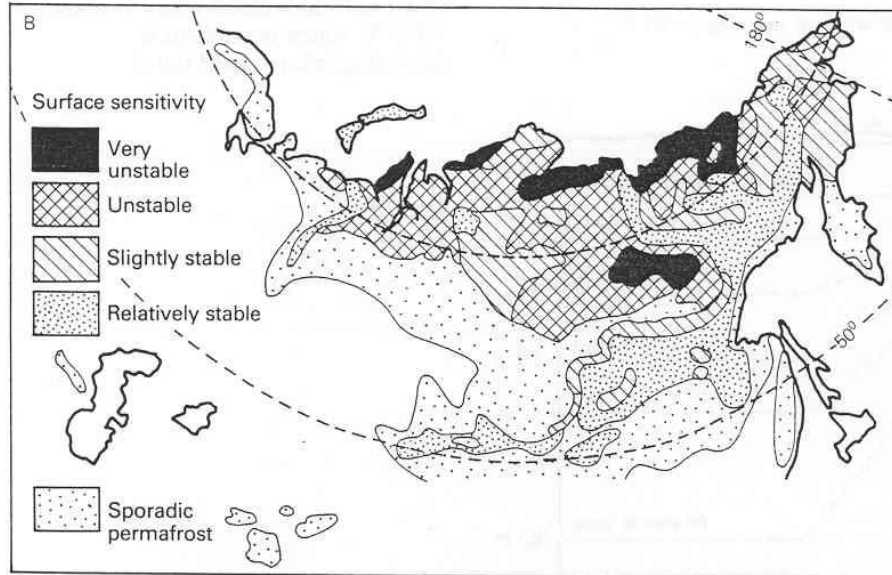 B
180°
Surface sensitivity
Very
unstable
Unstable
Slightly stable
Relatively stable
50°
Sporadic
permafrost